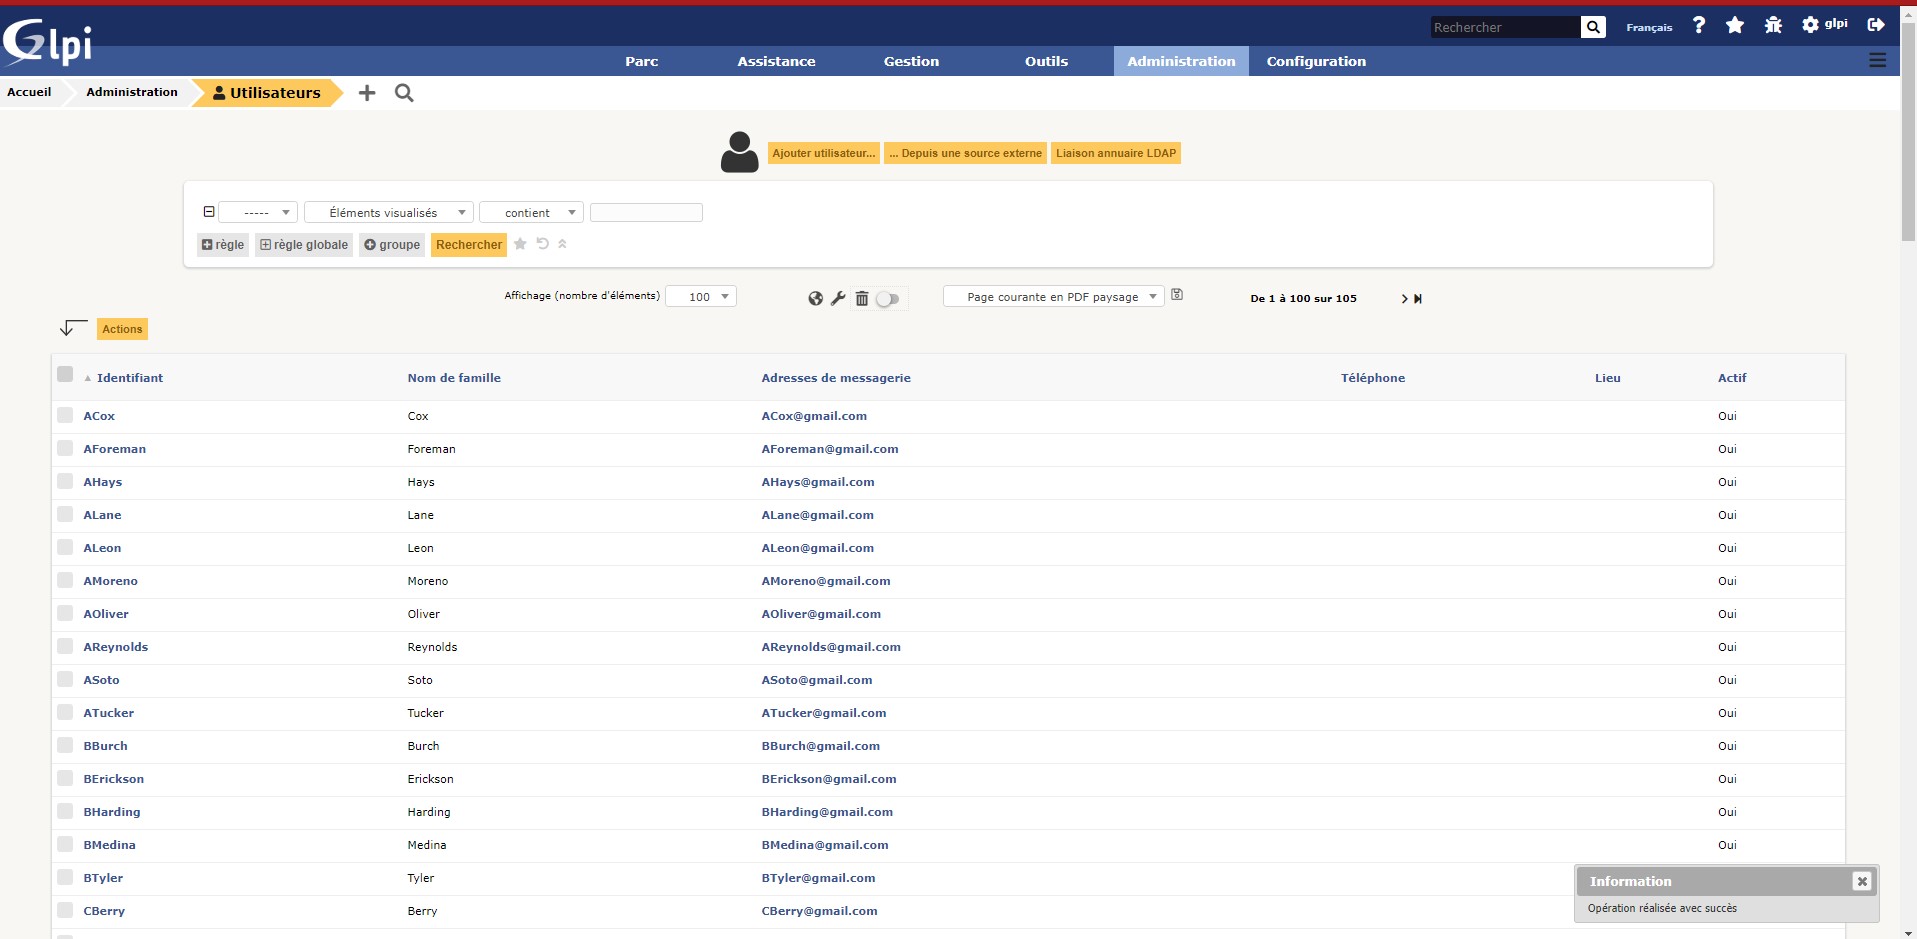 Glpi
Rechercher Français ? glpi
Parc Assistance Gestion Outils Administration Configuration
Accueil Administration Utilisateurs
Ajouter utilisateur... ... Depuis une source externe Liaison annuaire LDAP
----- Éléments visualisés contient
règle règle globale groupe Rechercher
Affichage (nombre d'éléments) 100 Page courante en PDF paysage De 1 à 100 sur 105
Actions
Identifiant Nom de famille Adresses de messagerie Téléphone Lieu Actif
ACox Cox ACox@gmail.com Oui
AForeman Foreman AForeman@gmail.com Oui
AHays Hays AHays@gmail.com Oui
ALane Lane ALane@gmail.com Oui
ALeon Leon ALeon@gmail.com Oui
AMoreno Moreno AMoreno@gmail.com Oui
AOliver Oliver AOliver@gmail.com Oui
AReynolds Reynolds AReynolds@gmail.com Oui
ASoto Soto ASoto@gmail.com Oui
ATucker Tucker ATucker@gmail.com Oui
BBurch Burch BBurch@gmail.com Oui
BErickson Erickson BErickson@gmail.com Oui
BHarding Harding BHarding@gmail.com Oui
BMedina Medina BMedina@gmail.com Oui
BTyler Tyler BTyler@gmail.com
CBerry Berry CBerry@gmail.com
Information
Opération réalisée avec succès